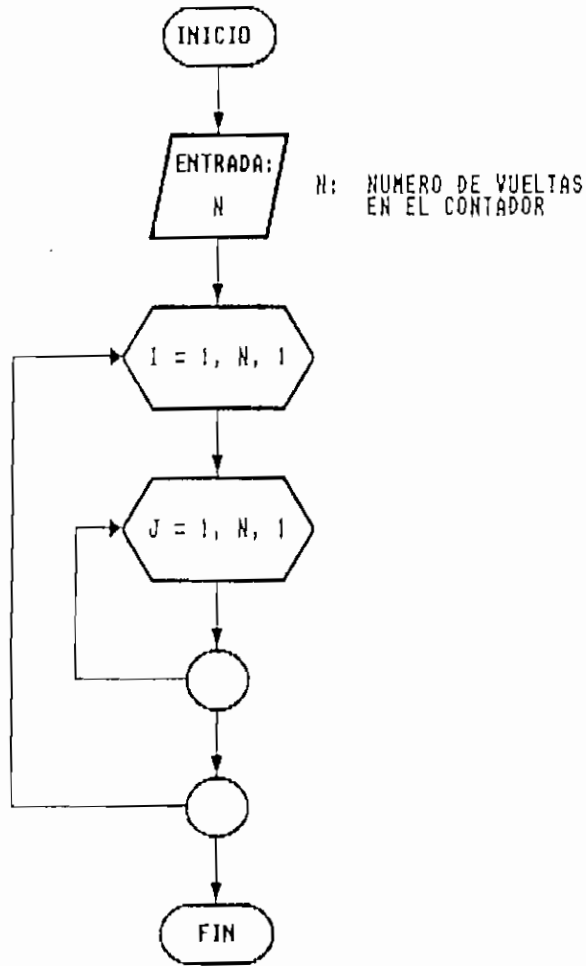 INICIO
ENTRADA:
N
N: NUMERO DE VUELTAS
EN EL CONTADOR
I = 1, N, 1
J = 1, N, 1
FIN